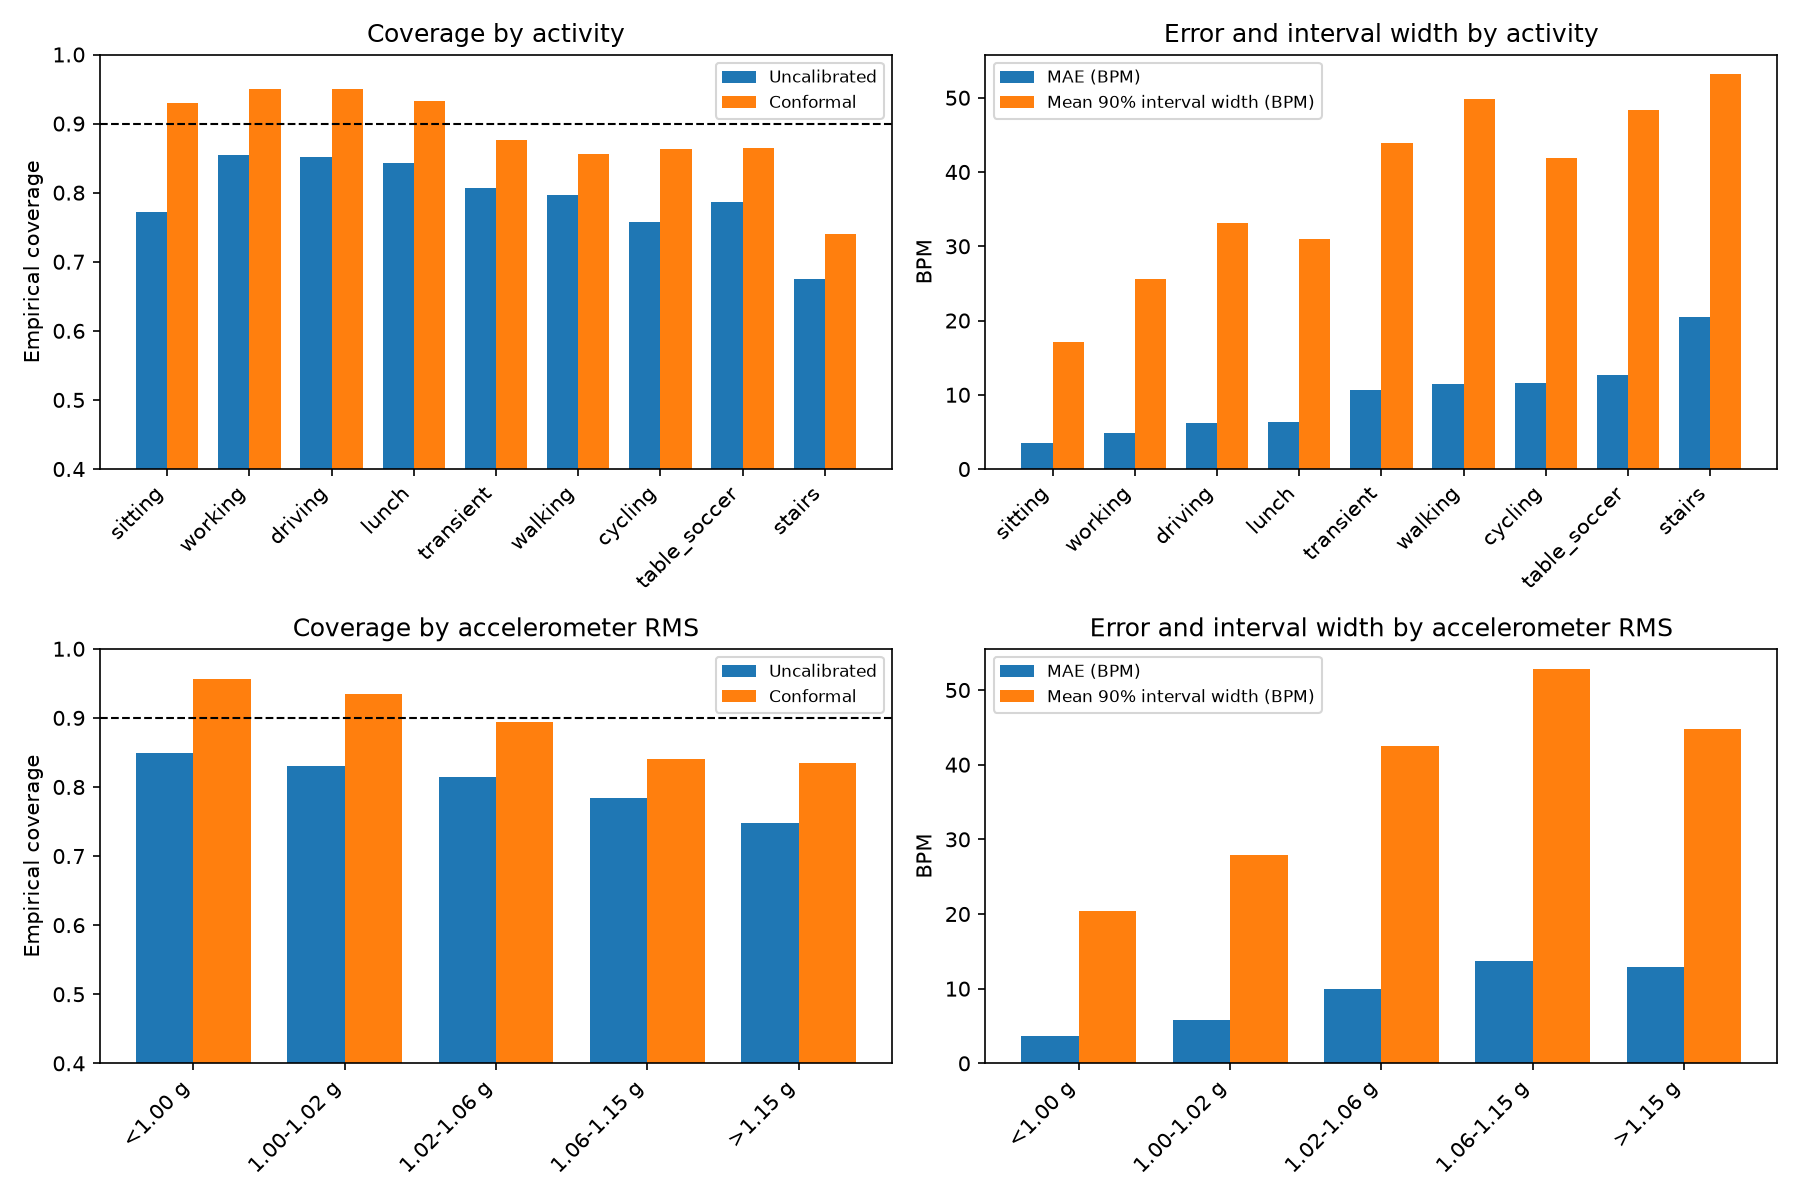 Coverage by activity
Uncalibrated
Conformal
Empirical coverage
1.0
0.9
0.8
0.7
0.6
0.5
0.4
sitting
working
driving
lunch
transient
walking
cycling
table_soccer
stairs
Error and interval width by activity
MAE (BPM)
Mean 90% interval width (BPM)
BPM
50
40
30
20
10
0
sitting
working
driving
lunch
transient
walking
cycling
table_soccer
stairs
Coverage by accelerometer RMS
Uncalibrated
Conformal
Empirical coverage
1.0
0.9
0.8
0.7
0.6
0.5
0.4
<1.00 g
1.00-1.02 g
1.02-1.06 g
1.06-1.15 g
>1.15 g
Error and interval width by accelerometer RMS
MAE (BPM)
Mean 90% interval width (BPM)
BPM
50
40
30
20
10
0
<1.00 g
1.00-1.02 g
1.02-1.06 g
1.06-1.15 g
>1.15 g